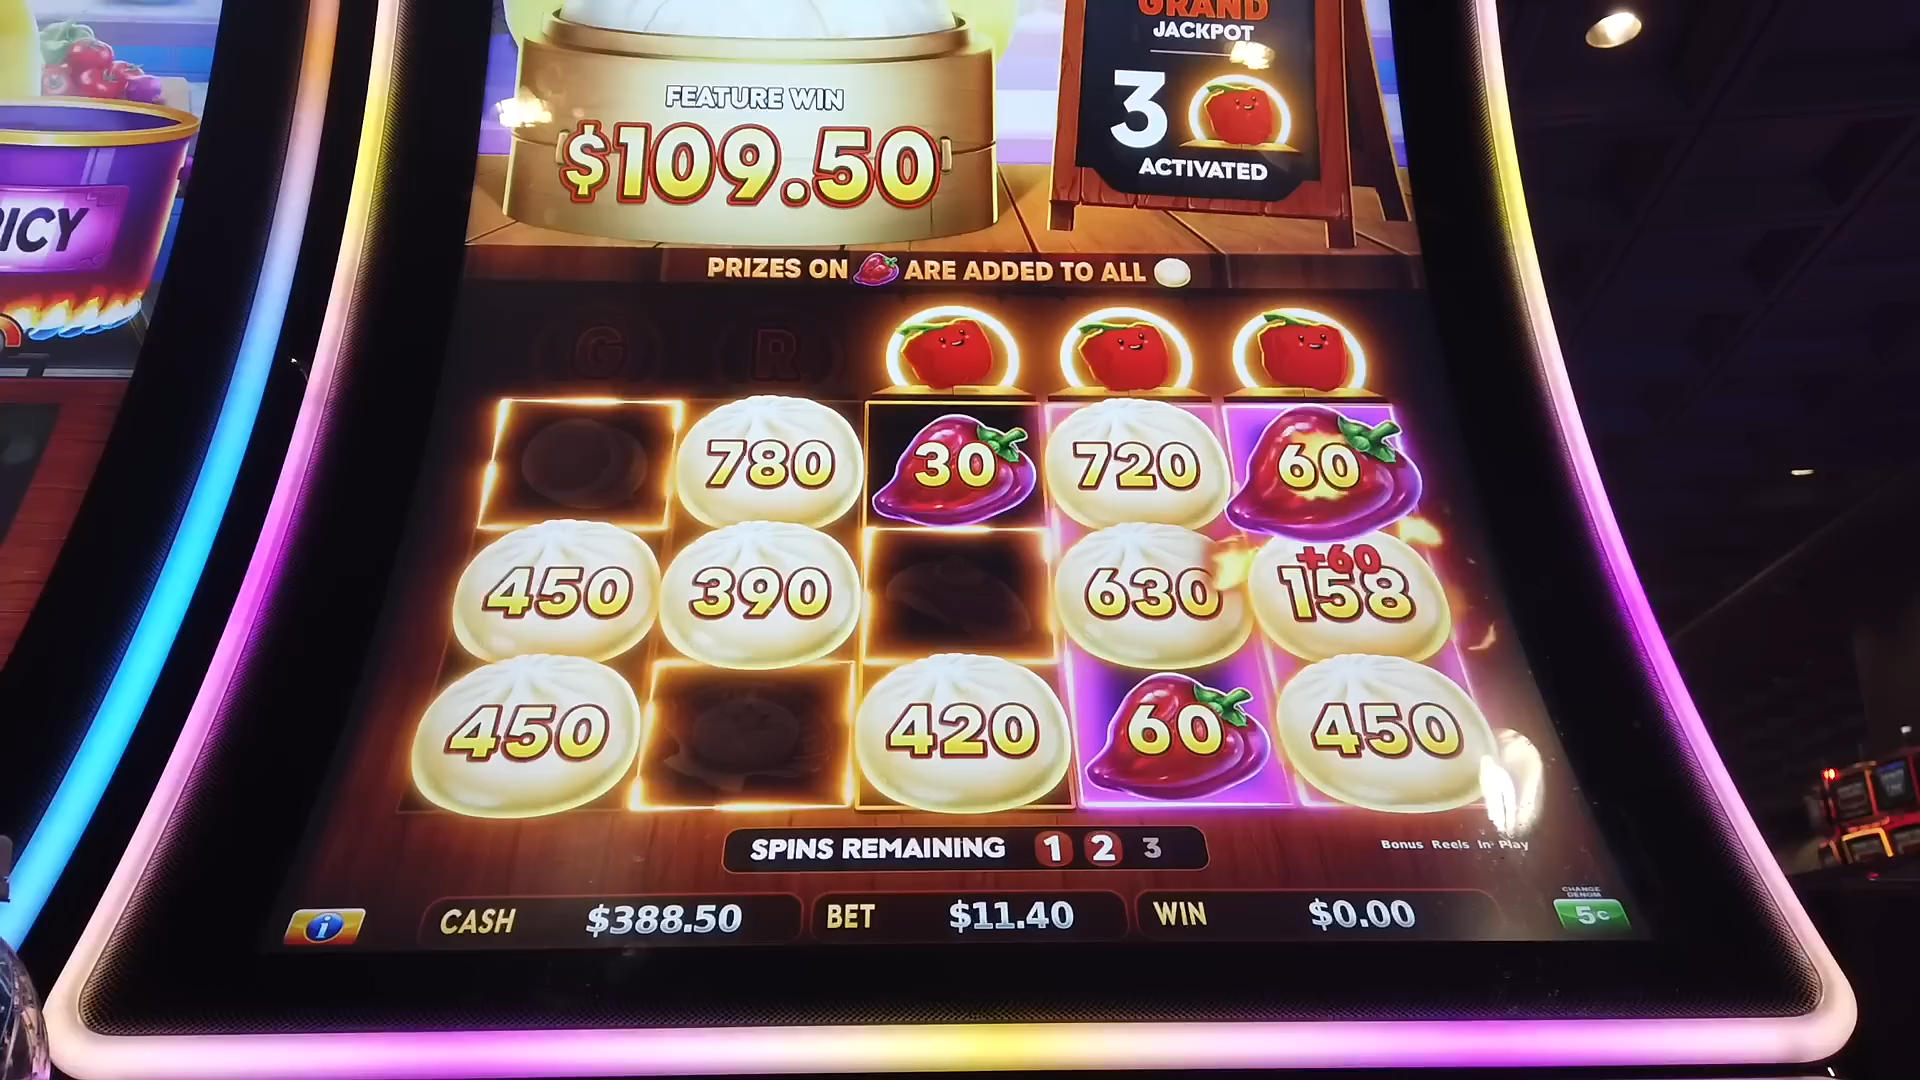 GRAND
JACKPOT
3
ACTIVATED
FEATURE WIN
$109.50
ICY
PRIZES ON ARE ADDED TO ALL
G R
780 30 720 60
+60
450 390 630 158
450 420 60 450
SPINS REMAINING 1 2 3
Bonus Reels In Play
CASH $388.50 BET $11.40 WIN $0.00
CHANGE
DENOM
5¢
i